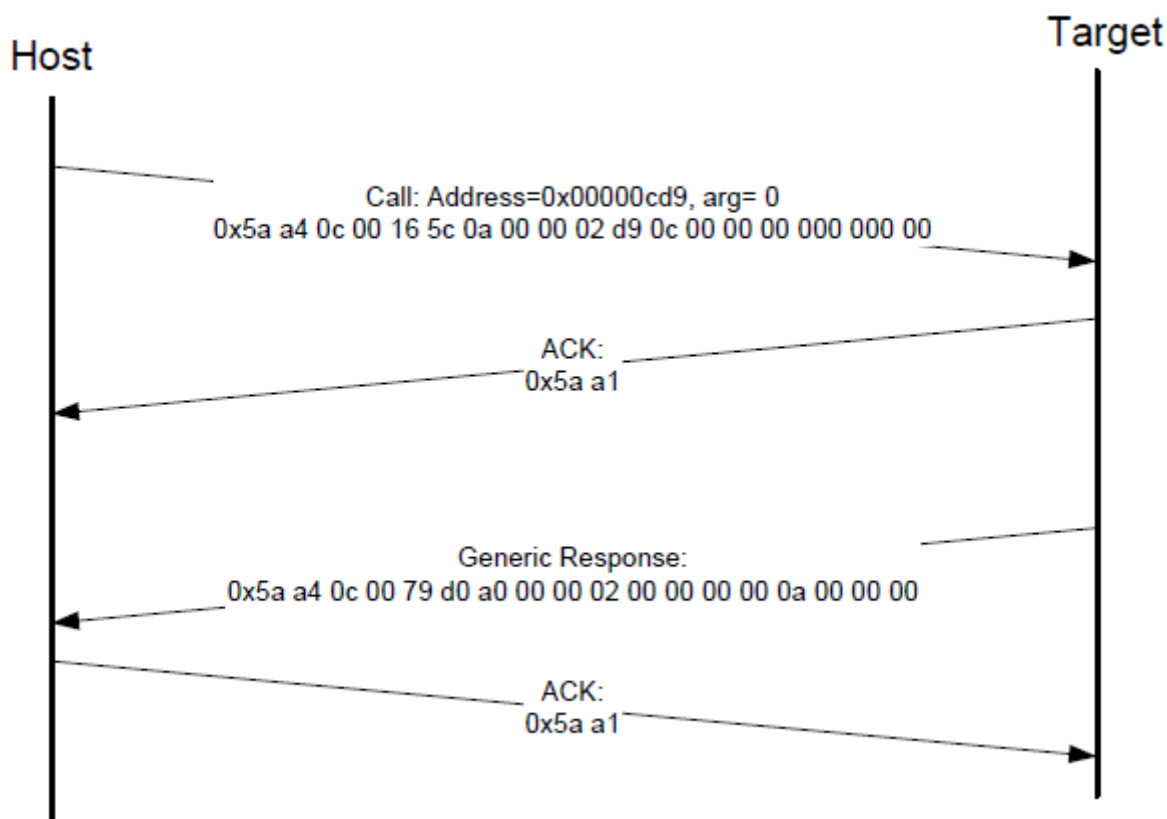 Host
Target
Call: Address=0x00000cd9, arg= 0
0x5a a4 0c 00 16 5c 0a 00 00 02 d9 0c 00 00 00 000 000 00
ACK:
0x5a a1
Generic Response:
0x5a a4 0c 00 79 d0 a0 00 00 02 00 00 00 00 0a 00 00 00
ACK:
0x5a a1